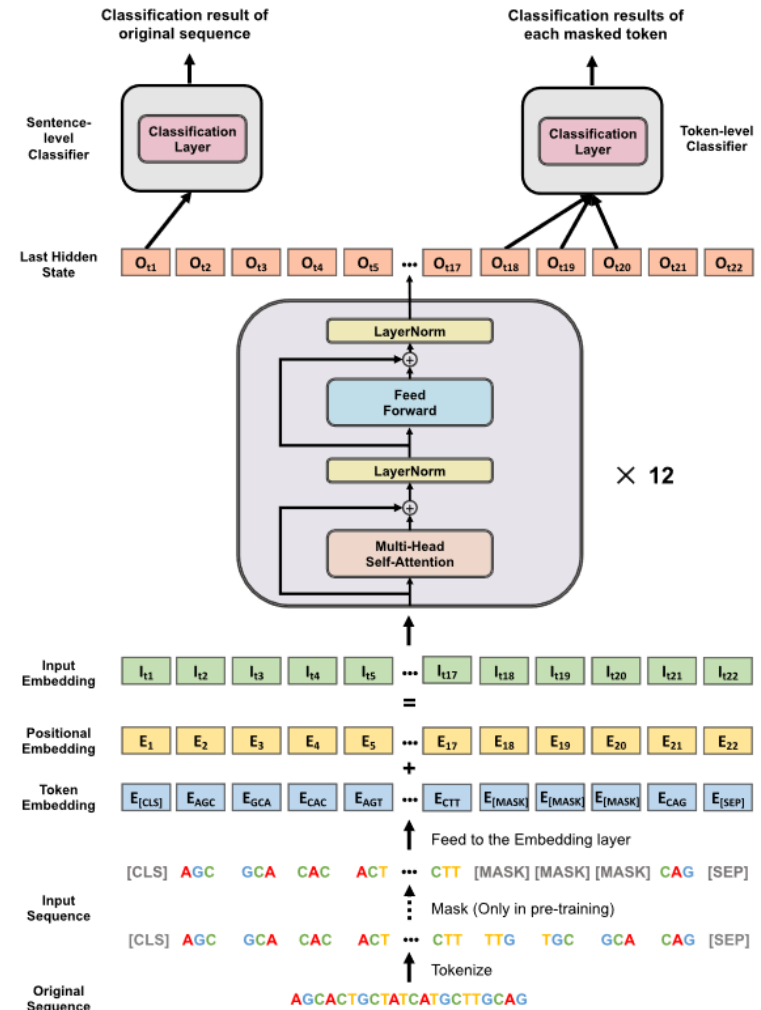 Classification result of
original sequence
Classification results of
each masked token
Sentence-
level
Classifier
Classification
Layer
Classification
Layer
Token-level
Classifier
Last Hidden
State
Ot1 Ot2 Ot3 Ot4 Ot5 ... Ot17 Ot18 Ot19 Ot20 Ot21 Ot22
LayerNorm
+
Feed
Forward
LayerNorm
× 12
+
Multi-Head
Self-Attention
Input
Embedding
It1 It2 It3 It4 It5 ... It17 It18 It19 It20 It21 It22
=
Positional
Embedding
E1 E2 E3 E4 E5 ... E17 E18 E19 E20 E21 E22
+
Token
Embedding
E[CLS] EAGC EGCA ECAC EAGT ... ECTT E[MASK] E[MASK] E[MASK] ECAG E[SEP]
Feed to the Embedding layer
[CLS] AGC GCA CAC ACT ... CTT [MASK] [MASK] [MASK] CAG [SEP]
Input
Sequence
Mask (Only in pre-training)
[CLS] AGC GCA CAC ACT ... CTT TTG TGC GCA CAG [SEP]
Tokenize
Original
Sequence
AGCACTGCTATCATGCTTGCAG